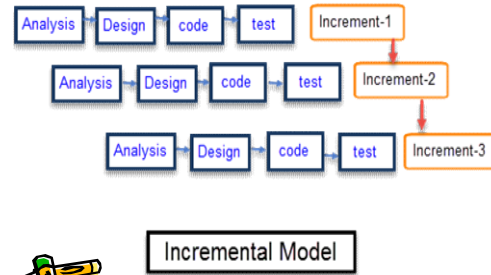 Analysis Design code test Increment-1
Analysis Design code test Increment-2
Analysis Design code test Increment-3
Incremental Model